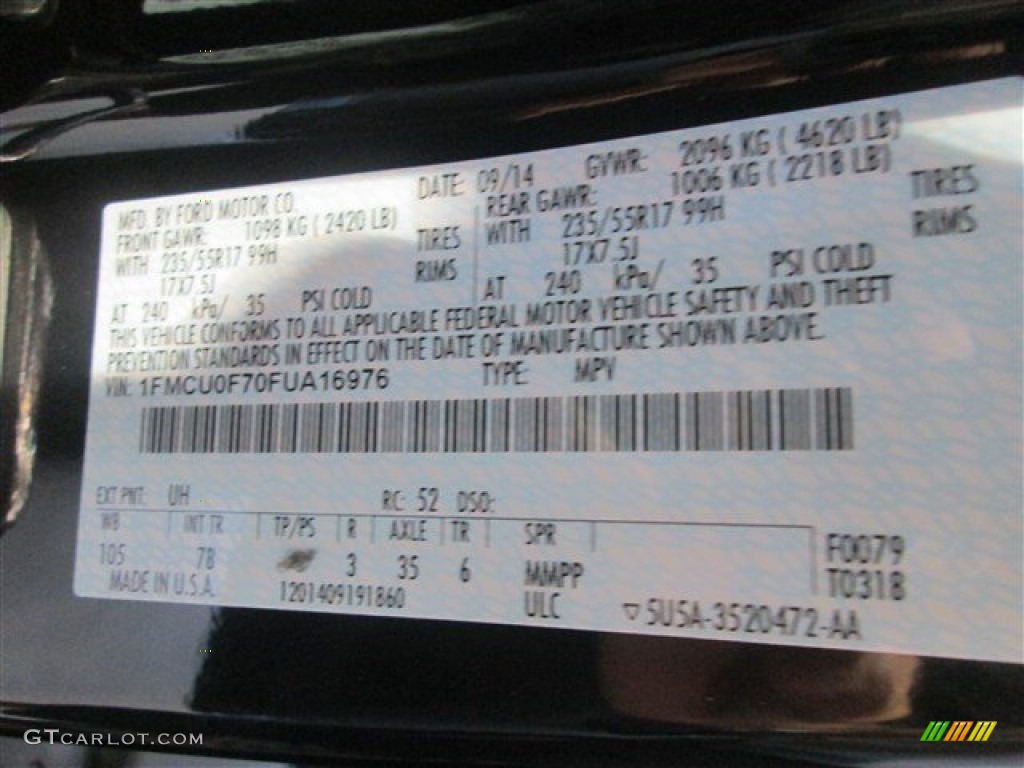 MFD. BY FORD MOTOR CO. DATE: 09/14 GVWR: 2096 KG ( 4620 LB)
FRONT GAWR: 1098 KG ( 2420 LB) REAR GAWR: 1006 KG ( 2218 LB)
WITH 235/55R17 99H TIRES WITH 235/55R17 99H TIRES
17X7.5J RIMS 17X7.5J RIMS
AT 240 kPa/ 35 PSI COLD AT 240 kPa/ 35 PSI COLD
THIS VEHICLE CONFORMS TO ALL APPLICABLE FEDERAL MOTOR VEHICLE SAFETY AND THEFT
PREVENTION STANDARDS IN EFFECT ON THE DATE OF MANUFACTURE SHOWN ABOVE.
VIN: 1FMCU0F70FUA16976 TYPE: MPV
EXT PNT: UH RC: 52 DSO:
WB INT TR TP/PS R AXLE TR SPR
105 7B 3 35 6 MMPP F0079
MADE IN U.S.A. 1201409191860 ULC T0318
▽ 5U5A-3520472-AA
GTCARLOT.COM